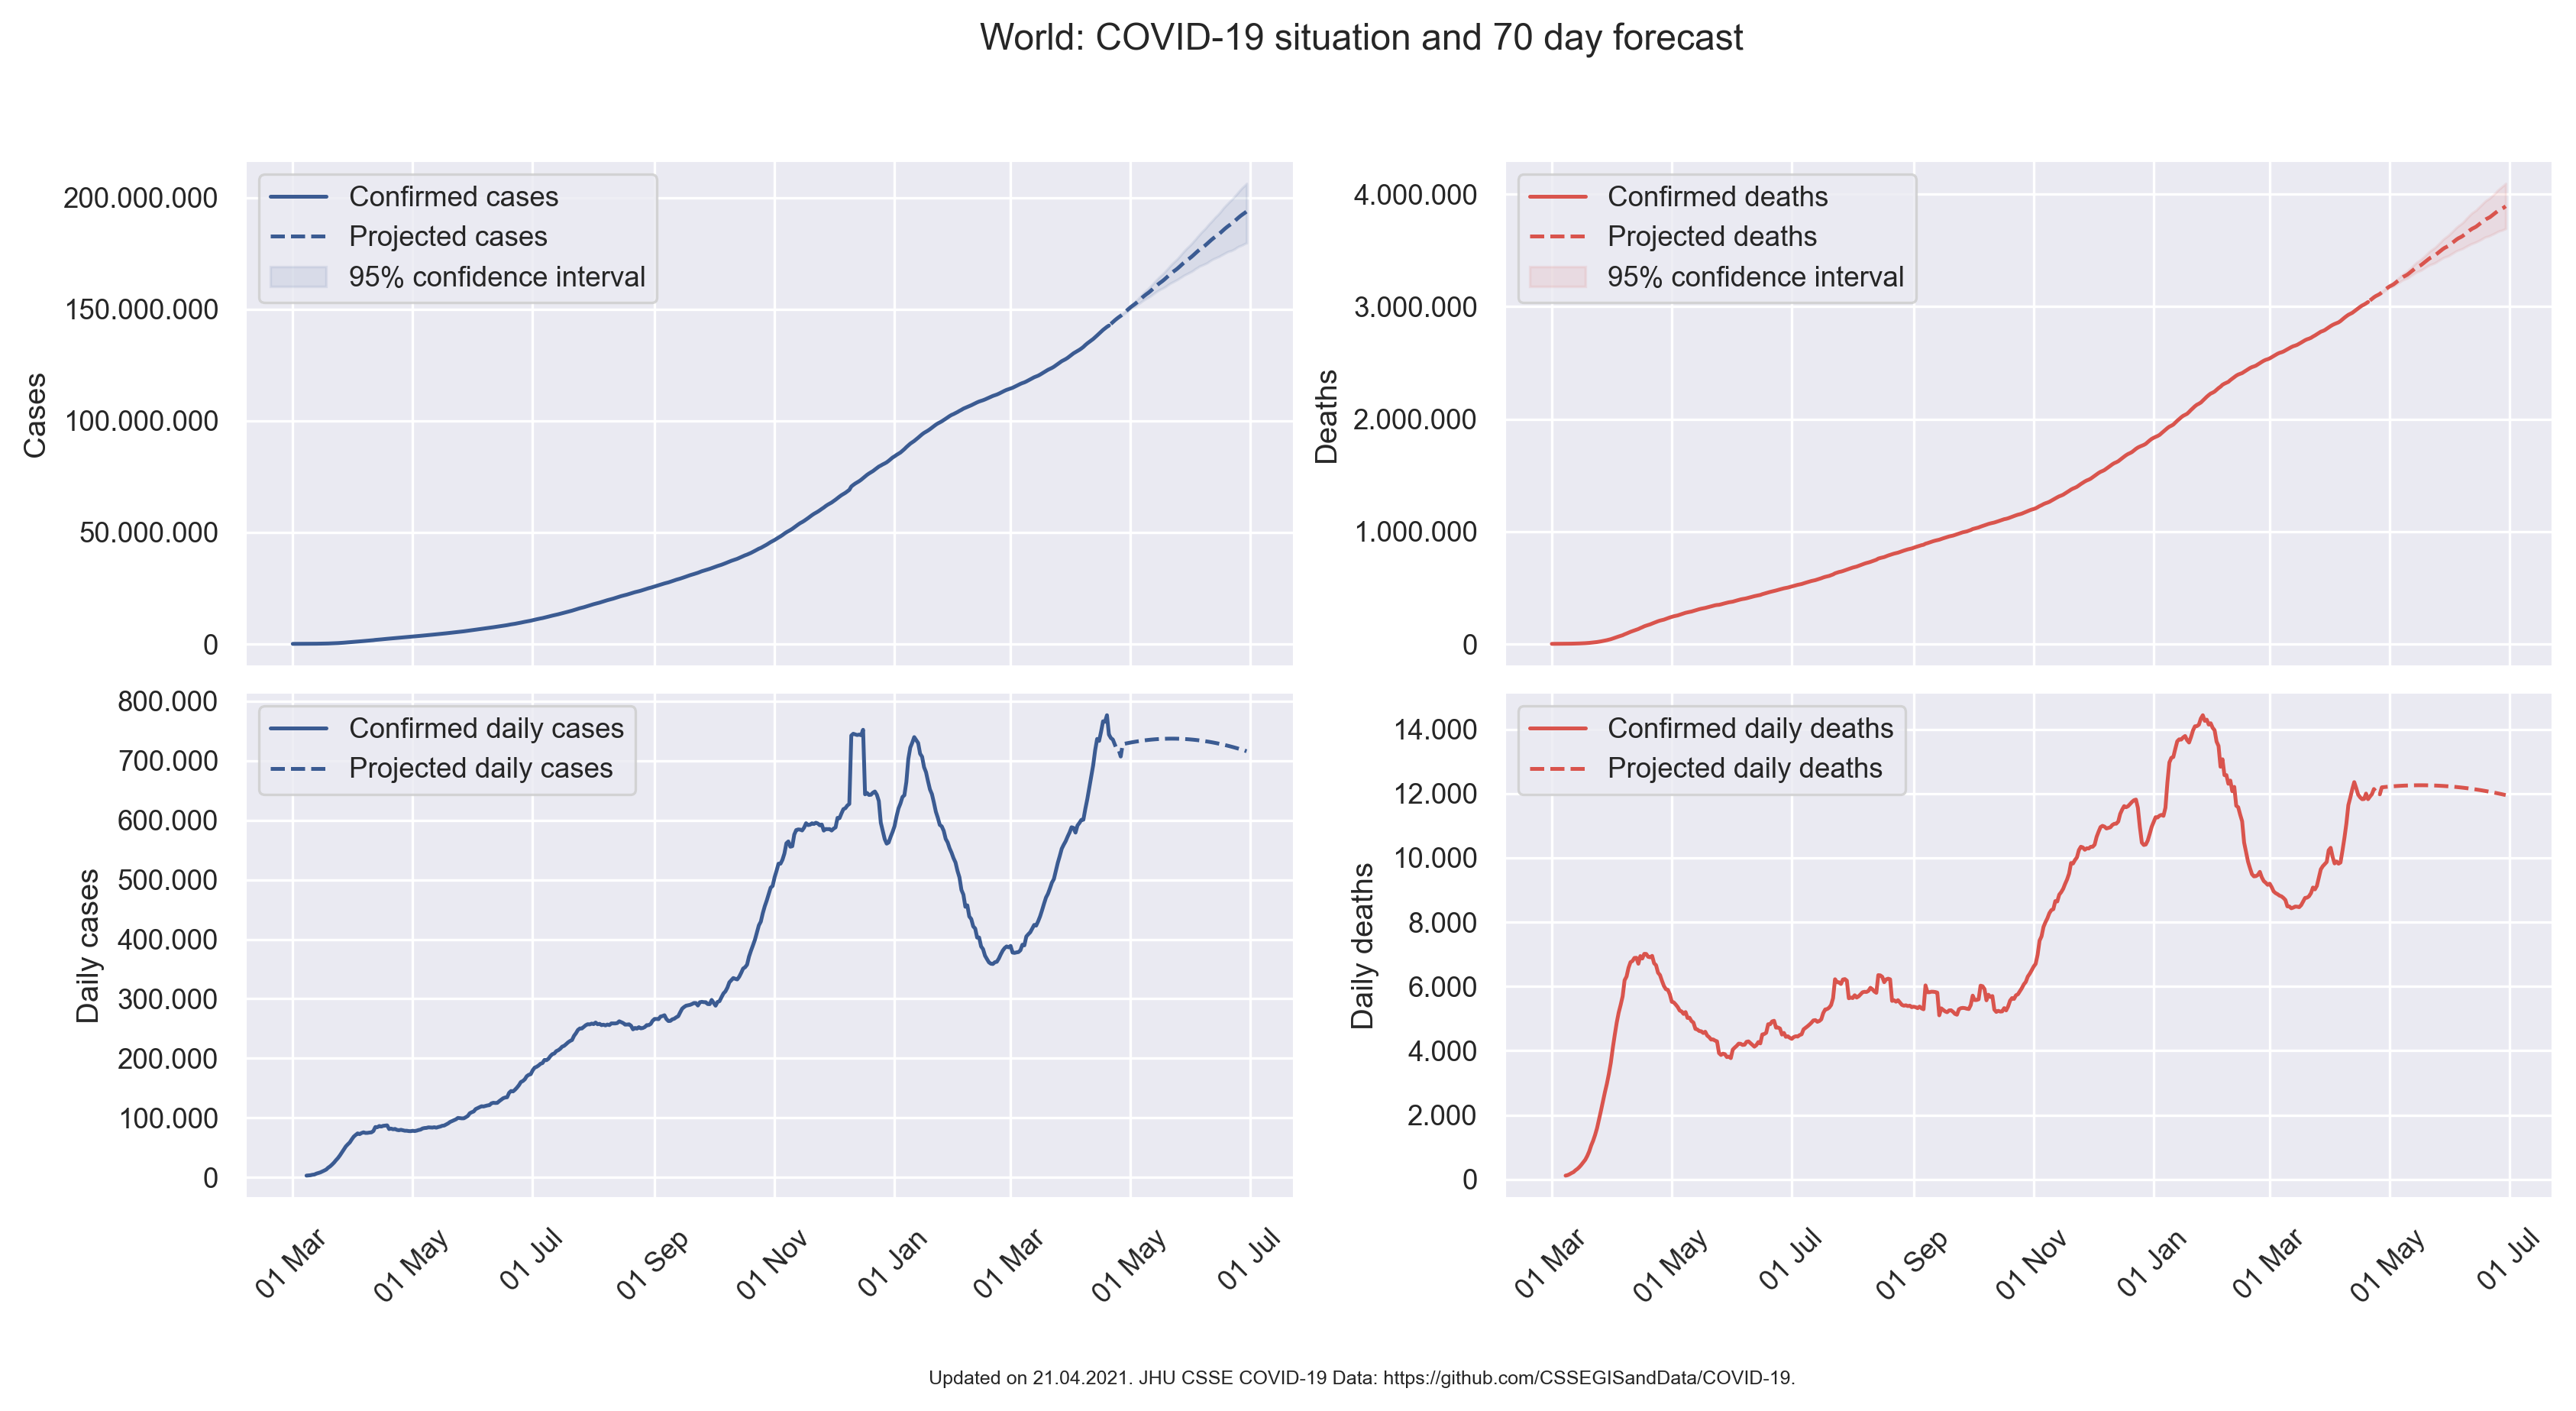 World: COVID-19 situation and 70 day forecast
Cases
200.000.000
150.000.000
100.000.000
50.000.000
0
Confirmed cases
Projected cases
95% confidence interval
Deaths
4.000.000
3.000.000
2.000.000
1.000.000
0
Confirmed deaths
Projected deaths
95% confidence interval
Daily cases
800.000
700.000
600.000
500.000
400.000
300.000
200.000
100.000
0
Confirmed daily cases
Projected daily cases
01 Mar
01 May
01 Jul
01 Sep
01 Nov
01 Jan
01 Mar
01 May
01 Jul
Daily deaths
14.000
12.000
10.000
8.000
6.000
4.000
2.000
0
Confirmed daily deaths
Projected daily deaths
01 Mar
01 May
01 Jul
01 Sep
01 Nov
01 Jan
01 Mar
01 May
01 Jul
Updated on 21.04.2021. JHU CSSE COVID-19 Data: https://github.com/CSSEGISandData/COVID-19.